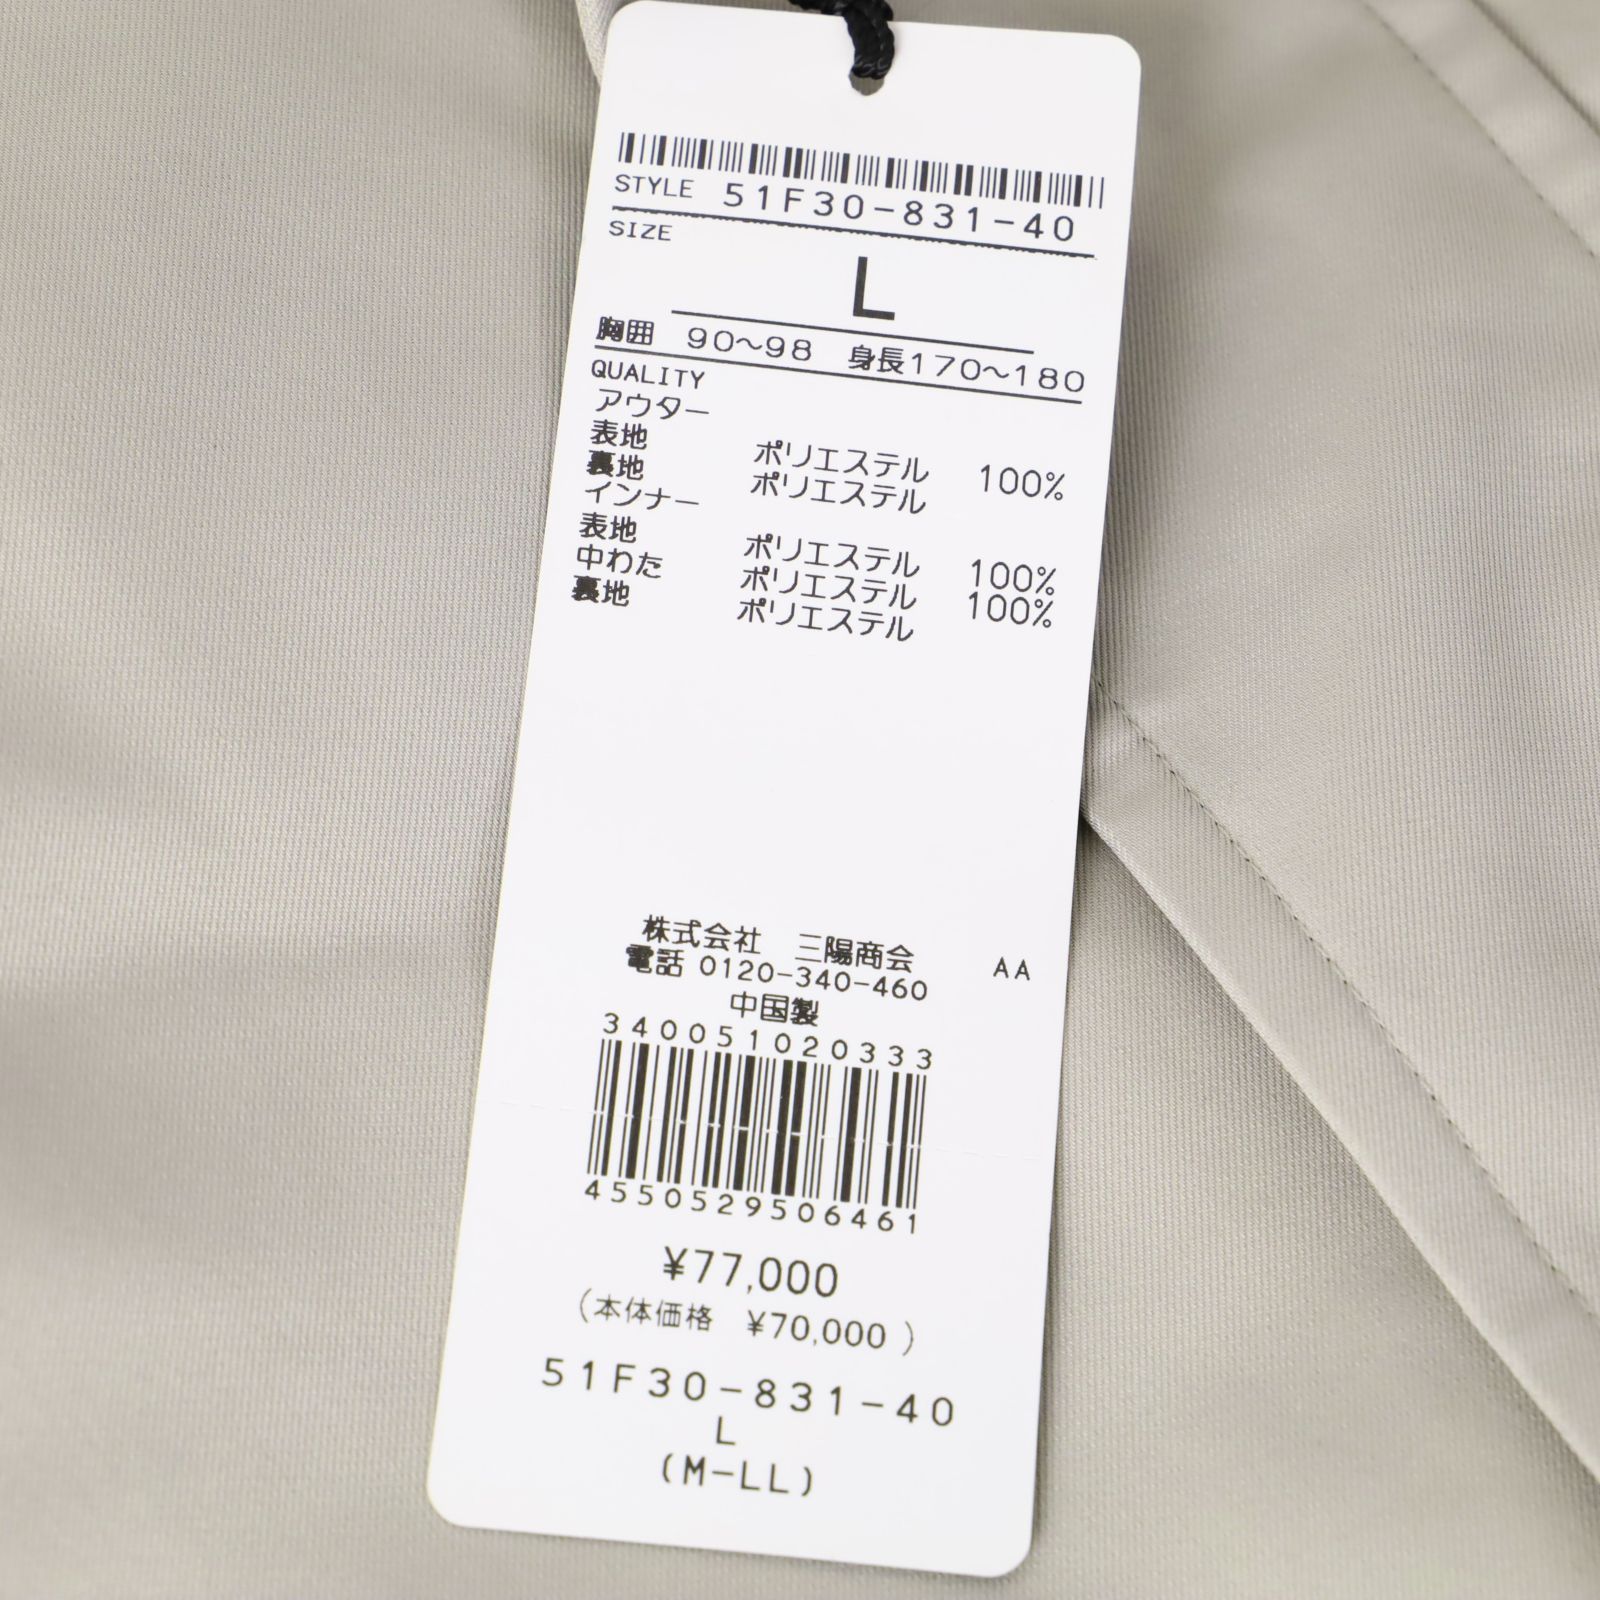 STYLE 51F30-831-40
SIZE
L
胸囲 90～98 身長170～180
QUALITY
アウター
表地 ポリエステル 100%
裏地 ポリエステル
インナー
表地 ポリエステル 100%
中わた ポリエステル 100%
裏地 ポリエステル
株式会社 三陽商会 AA
電話 0120-340-460
中国製
340051020333
4550529506461
¥77,000
(本体価格 ¥70,000 )
51F30-831-40
L
(M-LL)